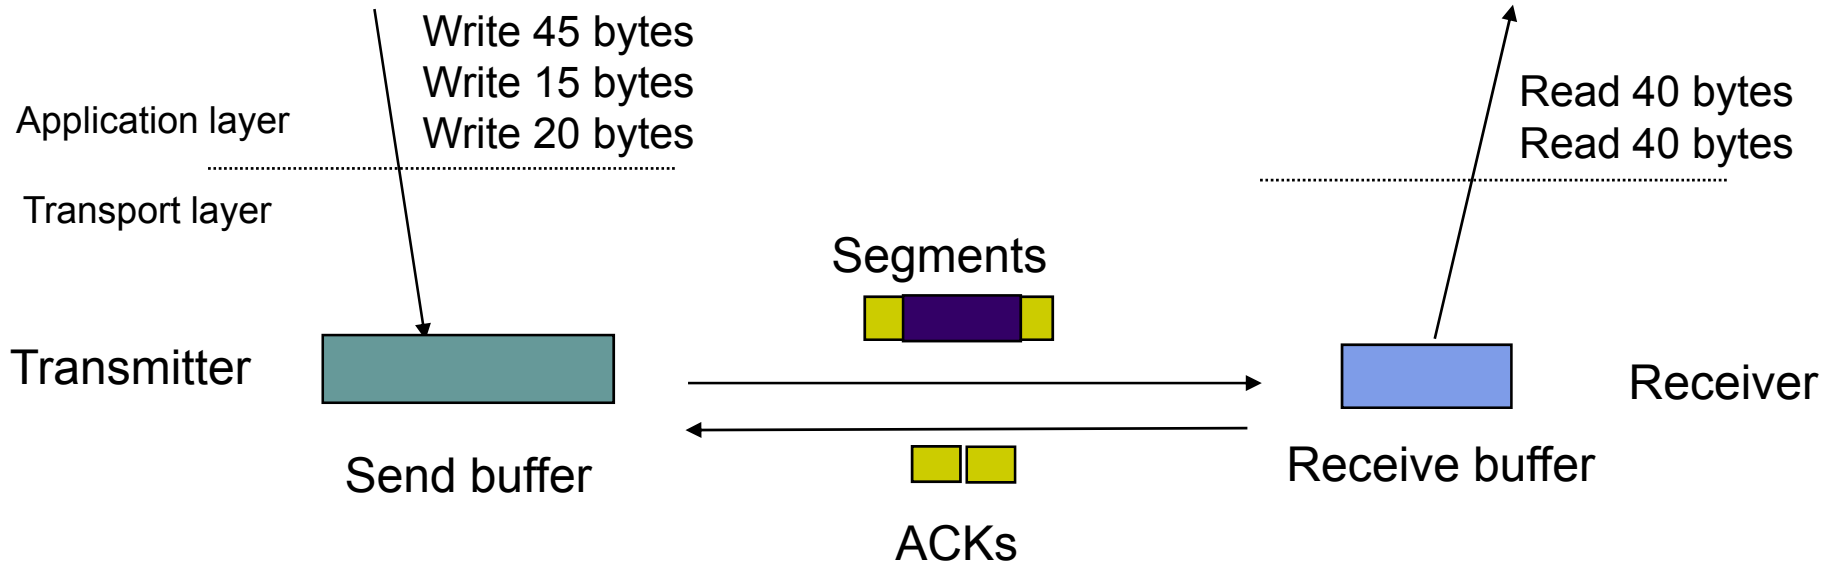 Write 45 bytes
Write 15 bytes
Write 20 bytes
Application layer
Transport layer
Read 40 bytes
Read 40 bytes
Segments
Transmitter
Receiver
Send buffer
Receive buffer
ACKs